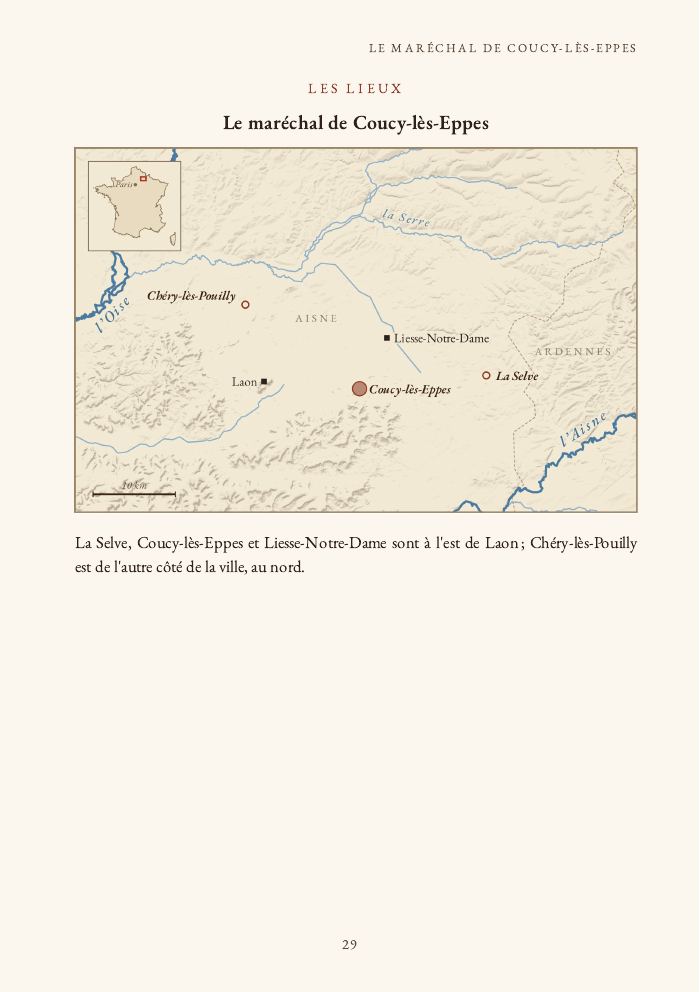 LE MARÉCHAL DE COUCY-LÈS-EPPES
LES LIEUX
Le maréchal de Coucy-lès-Eppes
Paris
la Serre
l'Oise
Chéry-lès-Pouilly
AISNE
Liesse-Notre-Dame
ARDENNES
Laon
Coucy-lès-Eppes
La Selve
l'Aisne
10 km
La Selve, Coucy-lès-Eppes et Liesse-Notre-Dame sont à l'est de Laon ; Chéry-lès-Pouilly
est de l'autre côté de la ville, au nord.
29